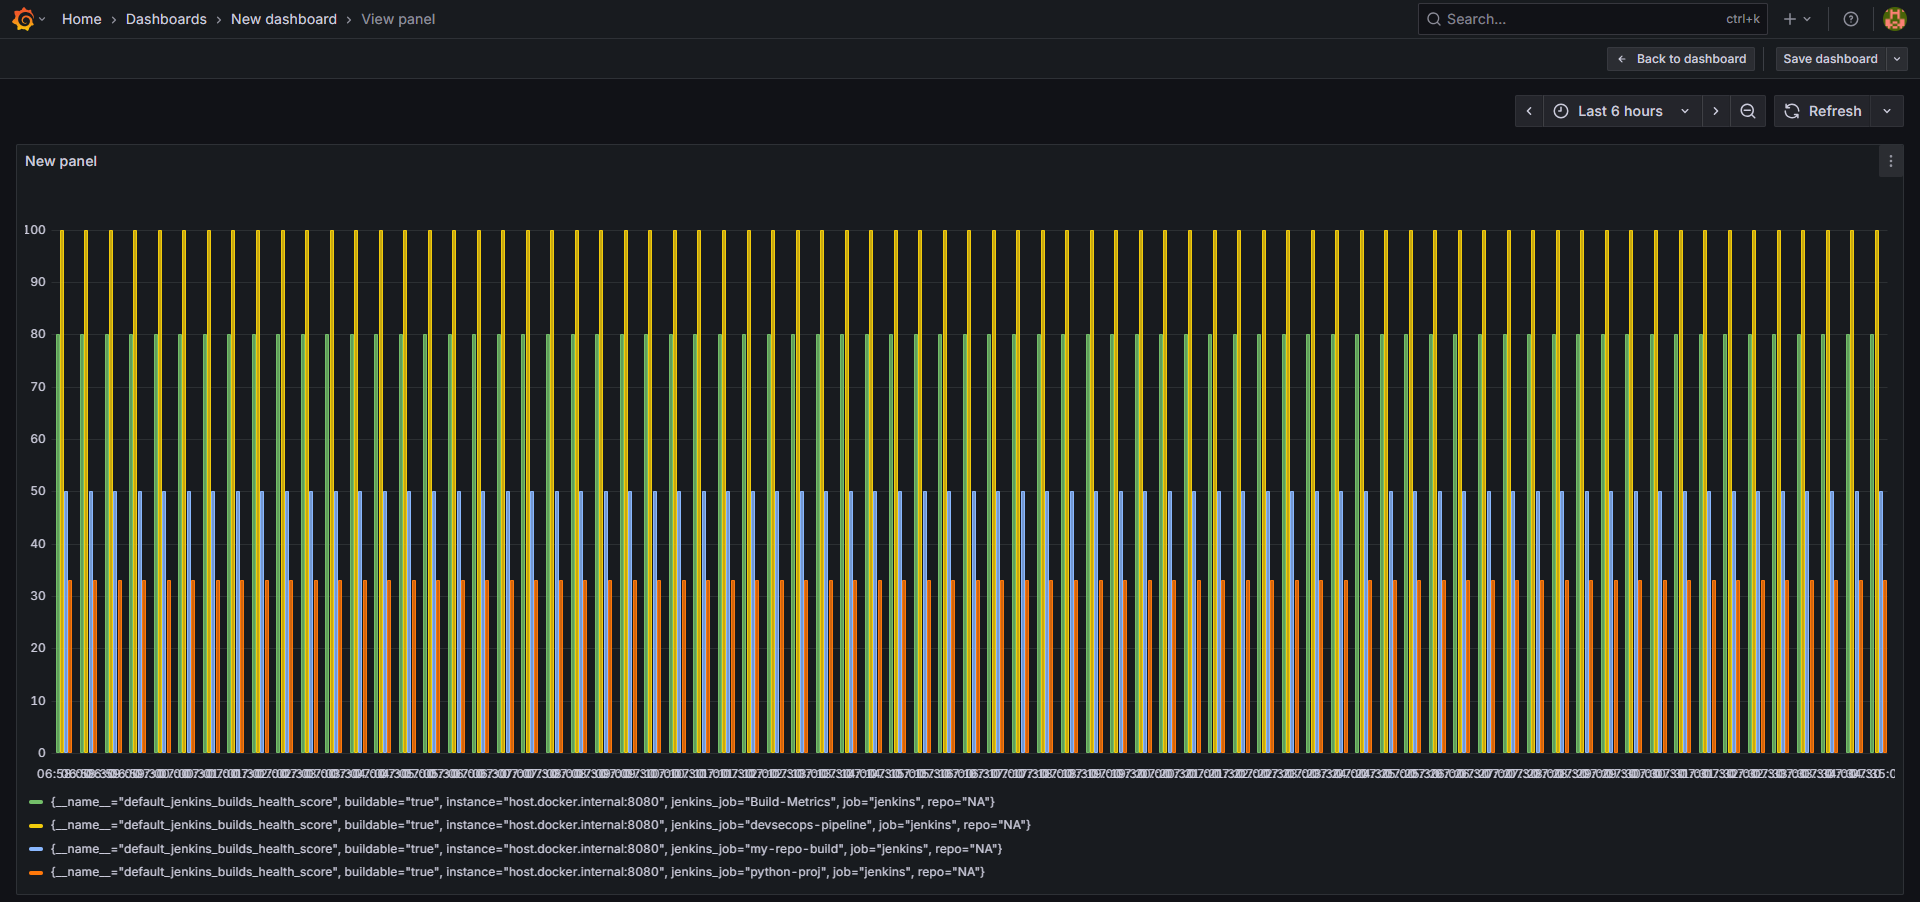 Home › Dashboards › New dashboard › View panel
Search... ctrl+k
Back to dashboard
Save dashboard
Last 6 hours
Refresh
New panel
100
90
80
70
60
50
40
30
20
10
0
{__name__="default_jenkins_builds_health_score", buildable="true", instance="host.docker.internal:8080", jenkins_job="Build-Metrics", job="jenkins", repo="NA"}
{__name__="default_jenkins_builds_health_score", buildable="true", instance="host.docker.internal:8080", jenkins_job="devsecops-pipeline", job="jenkins", repo="NA"}
{__name__="default_jenkins_builds_health_score", buildable="true", instance="host.docker.internal:8080", jenkins_job="my-repo-build", job="jenkins", repo="NA"}
{__name__="default_jenkins_builds_health_score", buildable="true", instance="host.docker.internal:8080", jenkins_job="python-proj", job="jenkins", repo="NA"}